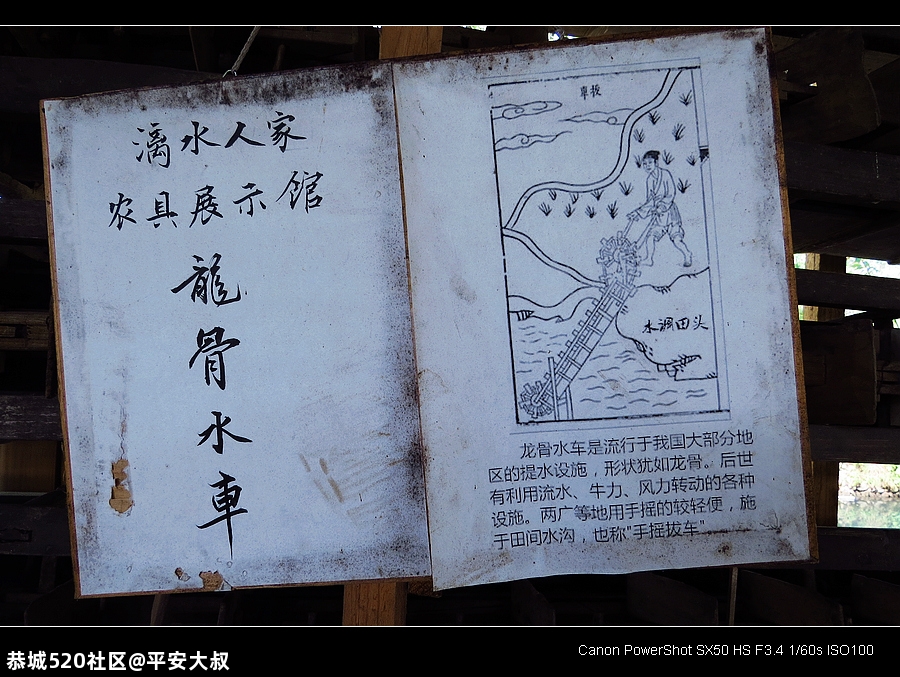 漓水人家
农具展示馆
龍骨水車
拔車
水涧田头
龙骨水车是流行于我国大部分地
区的提水设施，形状犹如龙骨。后世
有利用流水、牛力、风力转动的各种
设施。两广等地用手摇的较轻便，施
于田间水沟，也称"手摇拔车"
恭城520社区@平安大叔
Canon PowerShot SX50 HS F3.4 1/60s ISO100